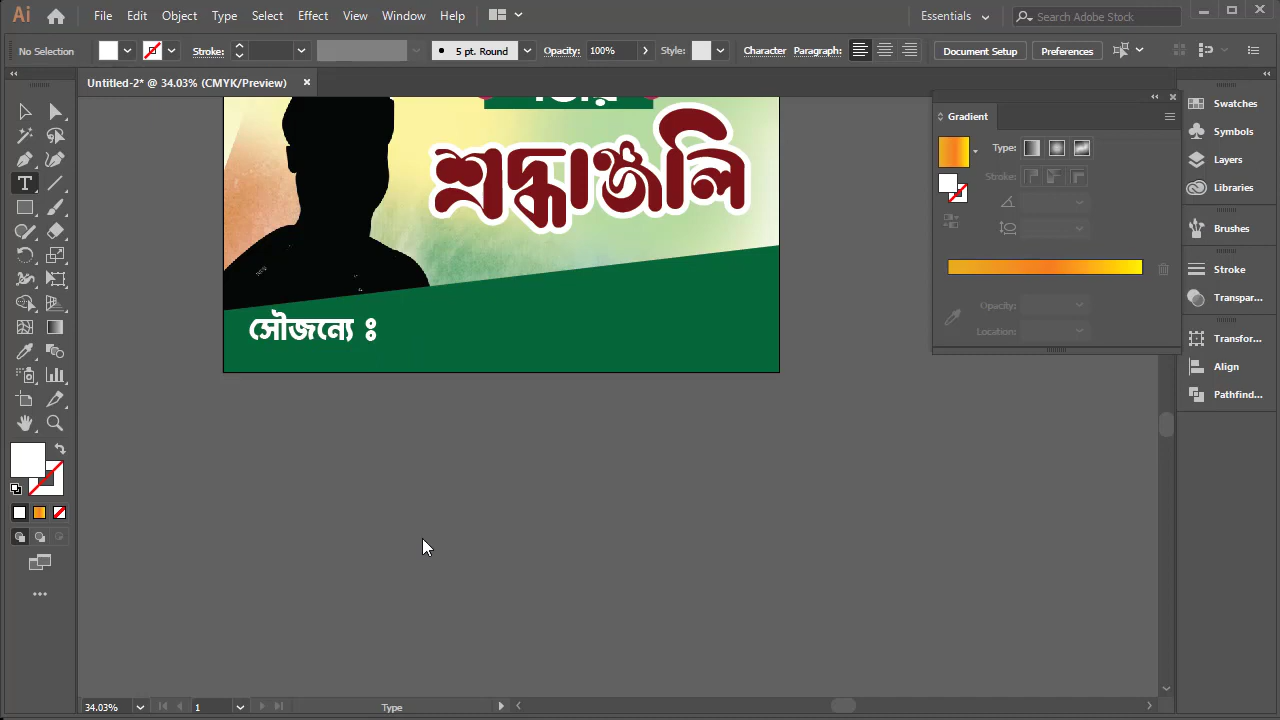 Ai File Edit Object Type Select Effect View Window Help Essentials Search Adobe Stock
No Selection Stroke: 5 pt. Round Opacity: 100% Style: Character Paragraph: Document Setup Preferences
Untitled-2* @ 34.03% (CMYK/Preview)
Gradient
Type:
Stroke:
Opacity:
Location:
Swatches
Symbols
Layers
Libraries
Brushes
Stroke
Transpar...
Transfor...
Align
Pathfind...
শ্রদ্ধাঞ্জলি
সৌজন্যে ঃ
34.03% 1 Type